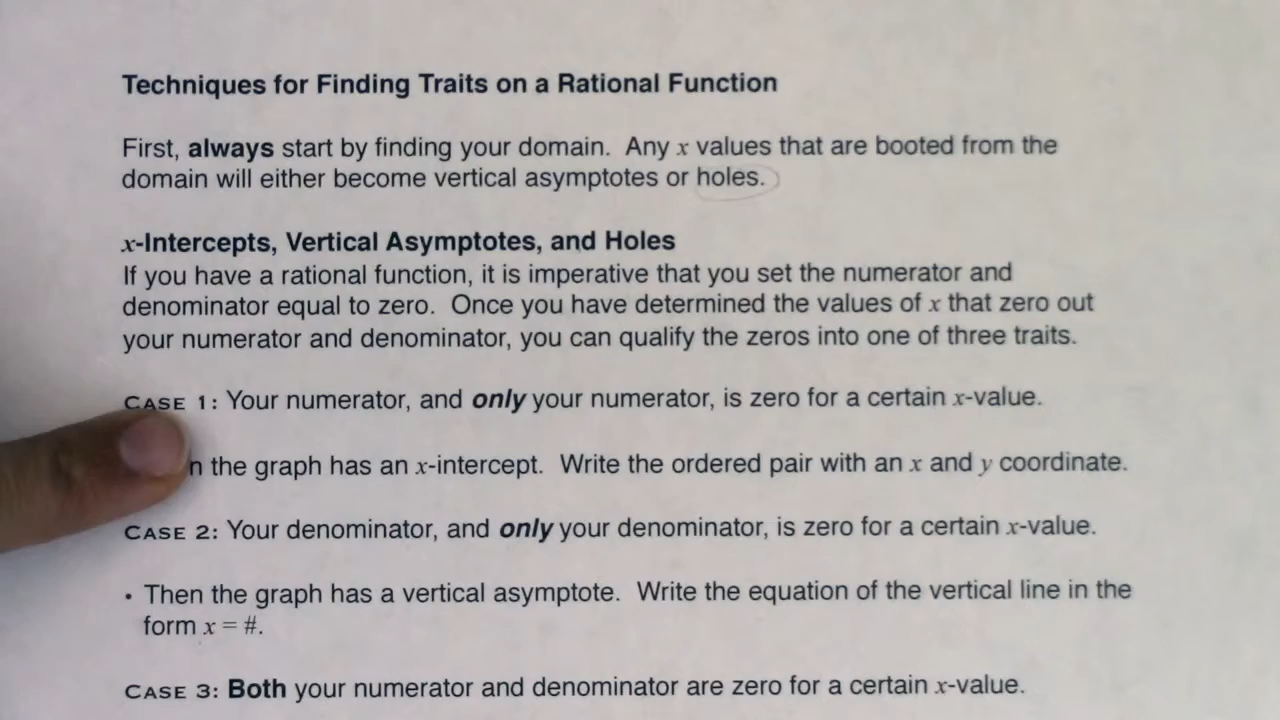 Techniques for Finding Traits on a Rational Function
First, always start by finding your domain. Any x values that are booted from the
domain will either become vertical asymptotes or holes.
x-Intercepts, Vertical Asymptotes, and Holes
If you have a rational function, it is imperative that you set the numerator and
denominator equal to zero. Once you have determined the values of x that zero out
your numerator and denominator, you can qualify the zeros into one of three traits.
CASE 1: Your numerator, and only your numerator, is zero for a certain x-value.
the graph has an x-intercept. Write the ordered pair with an x and y coordinate.
CASE 2: Your denominator, and only your denominator, is zero for a certain x-value.
• Then the graph has a vertical asymptote. Write the equation of the vertical line in the
form x = #.
CASE 3: Both your numerator and denominator are zero for a certain x-value.